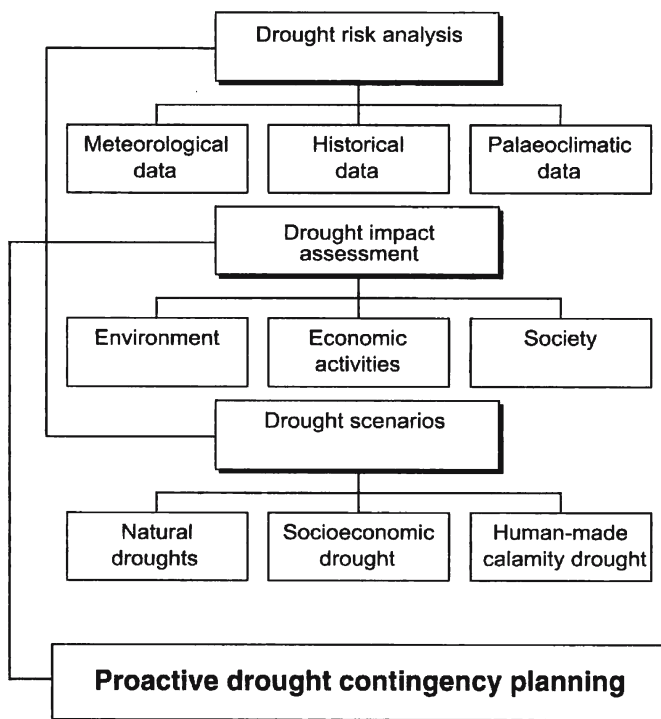 Drought risk analysis
Meteorological
data
Historical
data
Palaeoclimatic
data
Drought impact
assessment
Environment
Economic
activities
Society
Drought scenarios
Natural
droughts
Socioeconomic
drought
Human-made
calamity drought
Proactive drought contingency planning